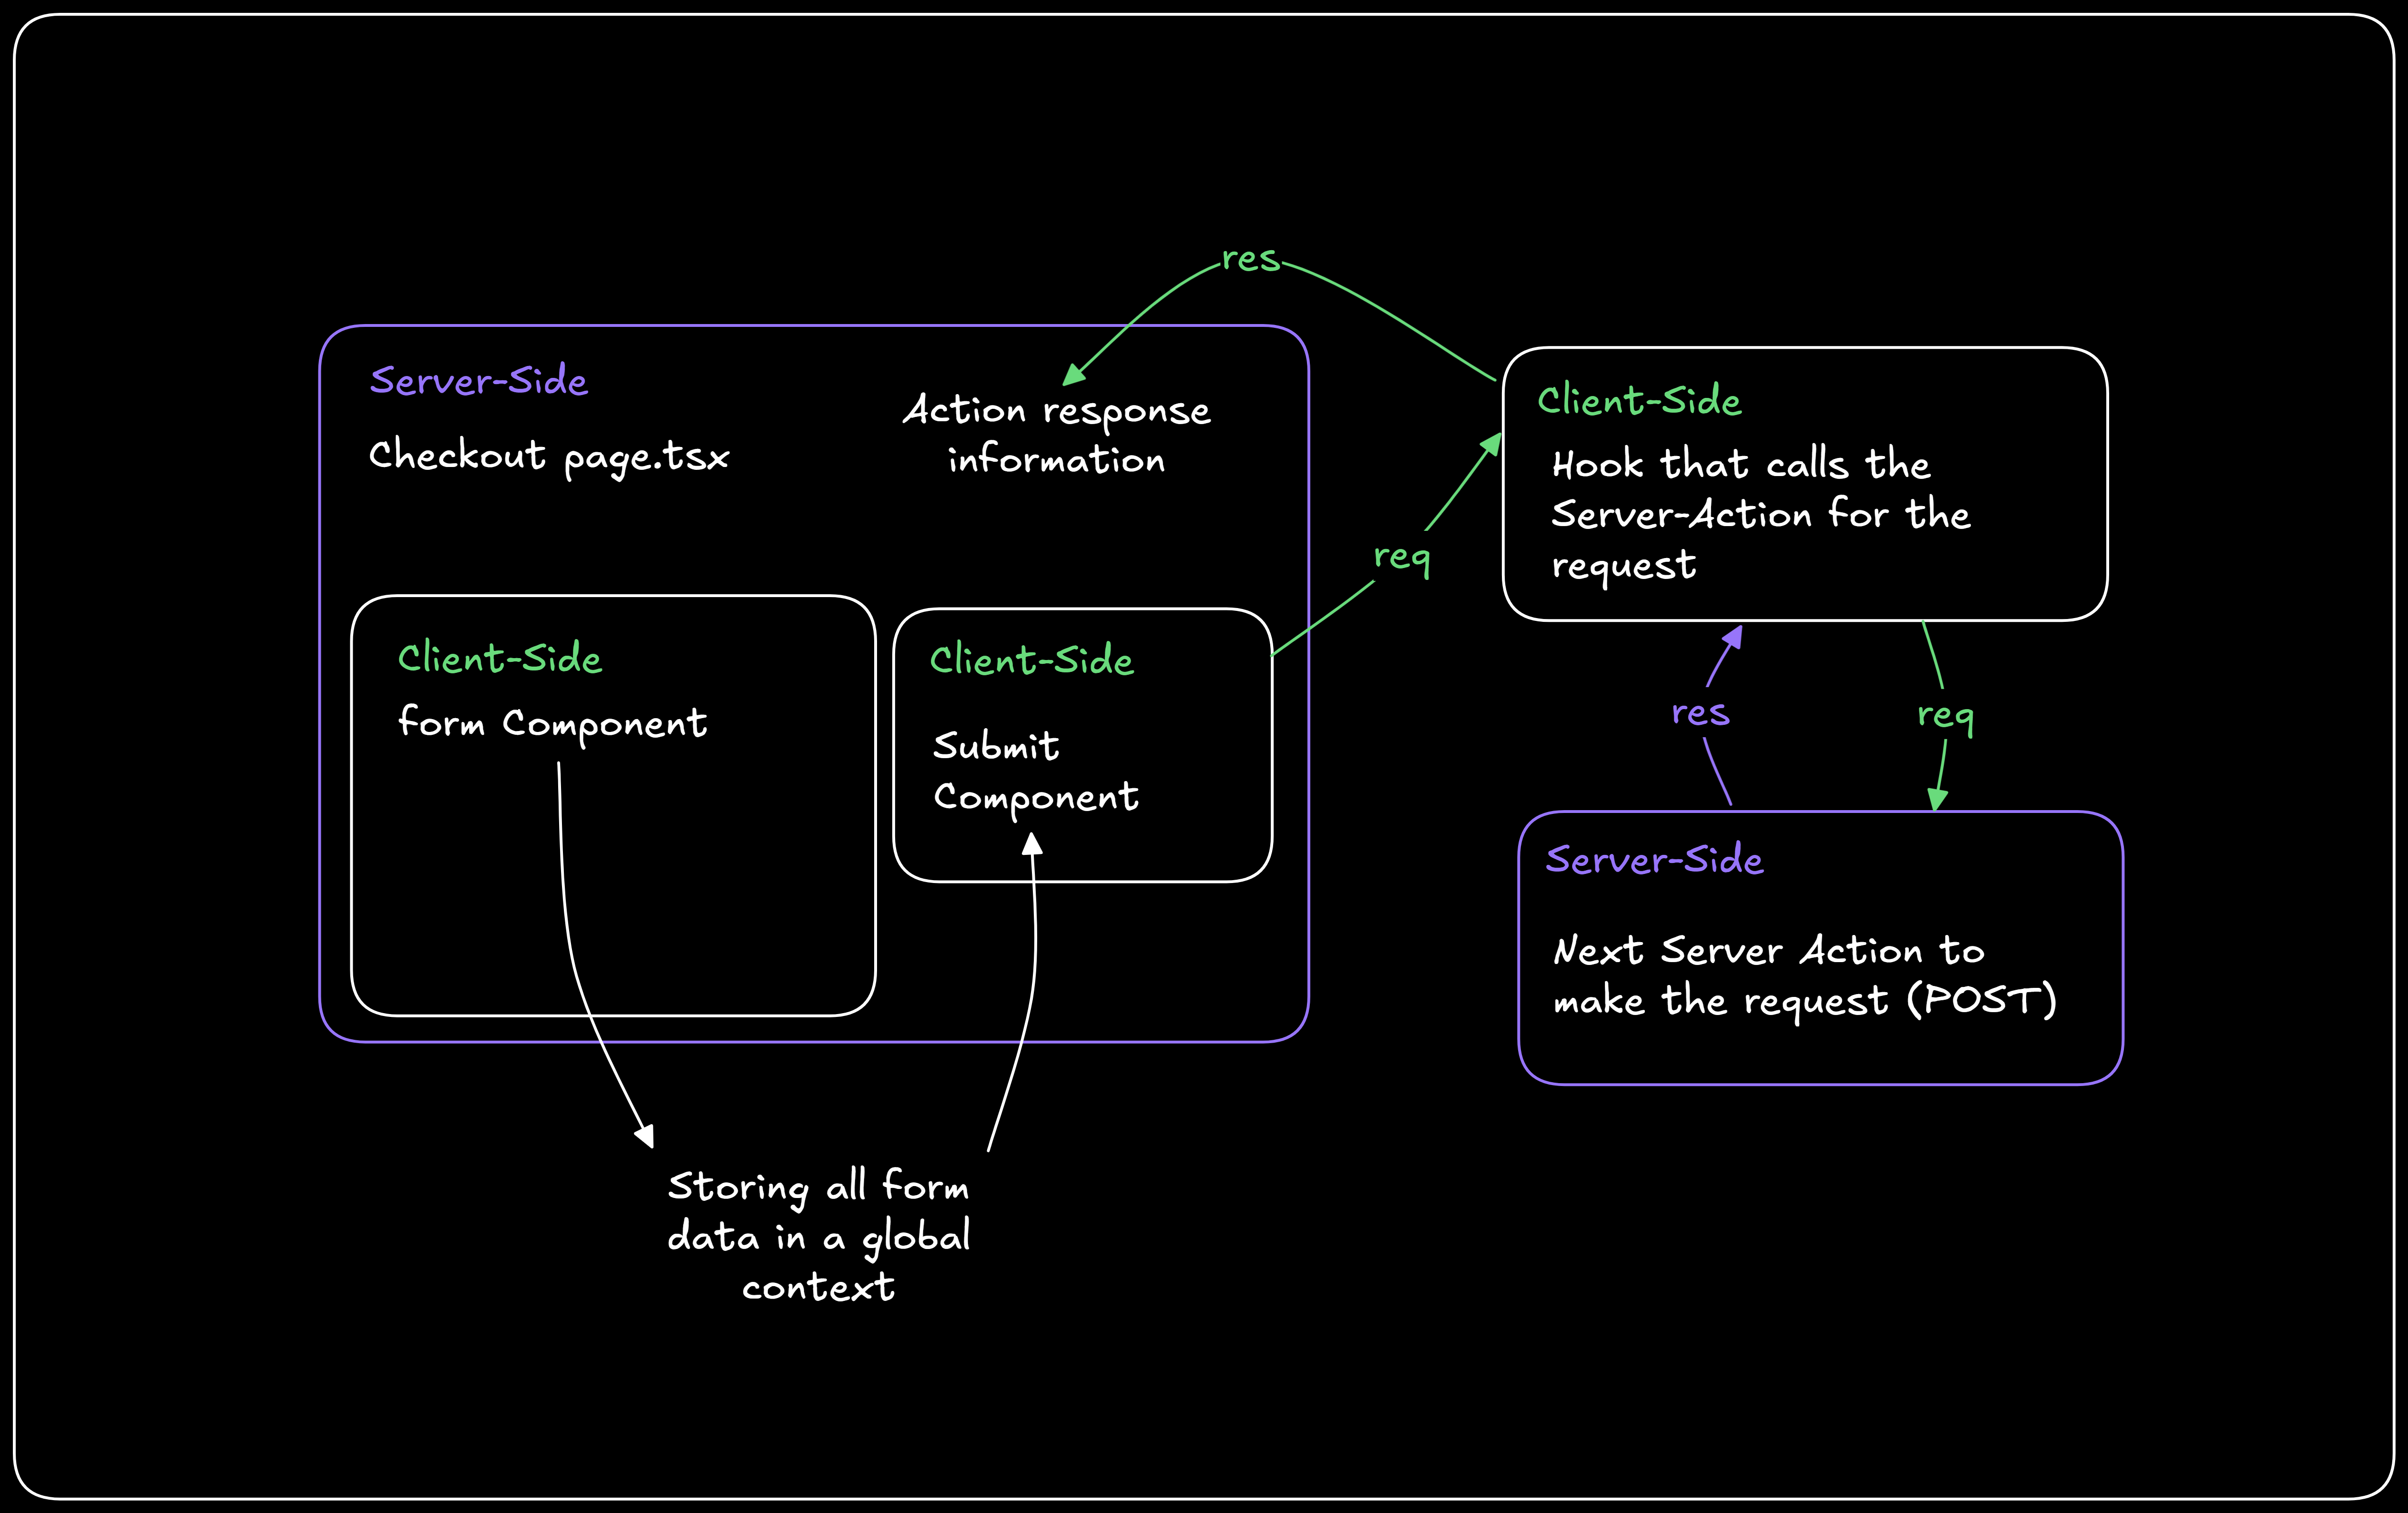 res
Server-Side
Checkout page.tsx
Action response
information
req
Client-Side
Hook that calls the
Server-Action for the
request
Client-Side
form Component
Client-Side
Submit
Component
res
req
Server-Side
Next Server Action to
make the request (POST)
Storing all form
data in a global
context